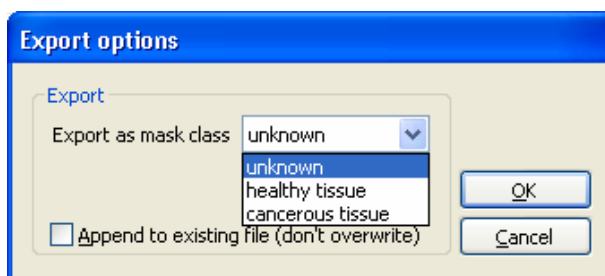 Export options
Export
Export as mask class unknown
unknown
healthy tissue
cancerous tissue
Append to existing file (don't overwrite)
OK
Cancel